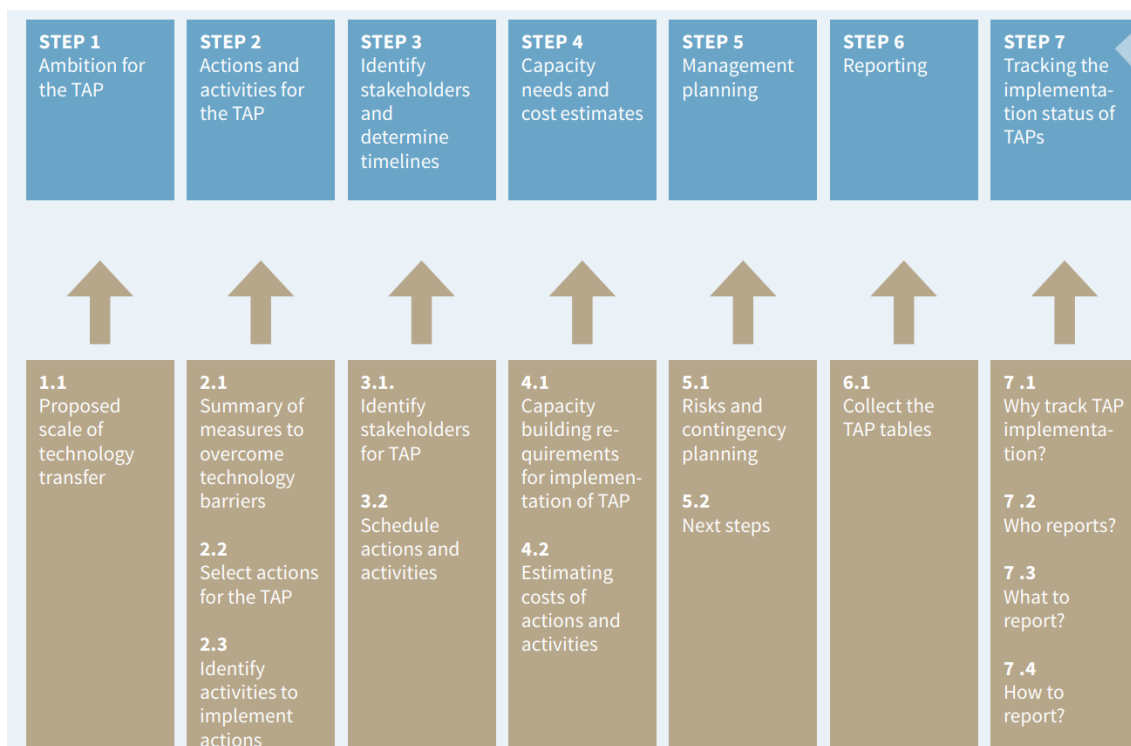 STEP 1
Ambition for
the TAP
STEP 2
Actions and
activities for
the TAP
STEP 3
Identify
stakeholders
and
determine
timelines
STEP 4
Capacity
needs and
cost estimates
STEP 5
Management
planning
STEP 6
Reporting
STEP 7
Tracking the
implementa-
tion status of
TAPs
1.1
Proposed
scale of
technology
transfer
2.1
Summary of
measures to
overcome
technology
barriers
2.2
Select actions
for the TAP
2.3
Identify
activities to
implement
actions
3.1.
Identify
stakeholders
for TAP
3.2
Schedule
actions and
activities
4.1
Capacity
building re-
quirements
for implemen-
tation of TAP
4.2
Estimating
costs of
actions and
activities
5.1
Risks and
contingency
planning
5.2
Next steps
6.1
Collect the
TAP tables
7 .1
Why track TAP
implementa-
tion?
7 .2
Who reports?
7 .3
What to
report?
7 .4
How to
report?